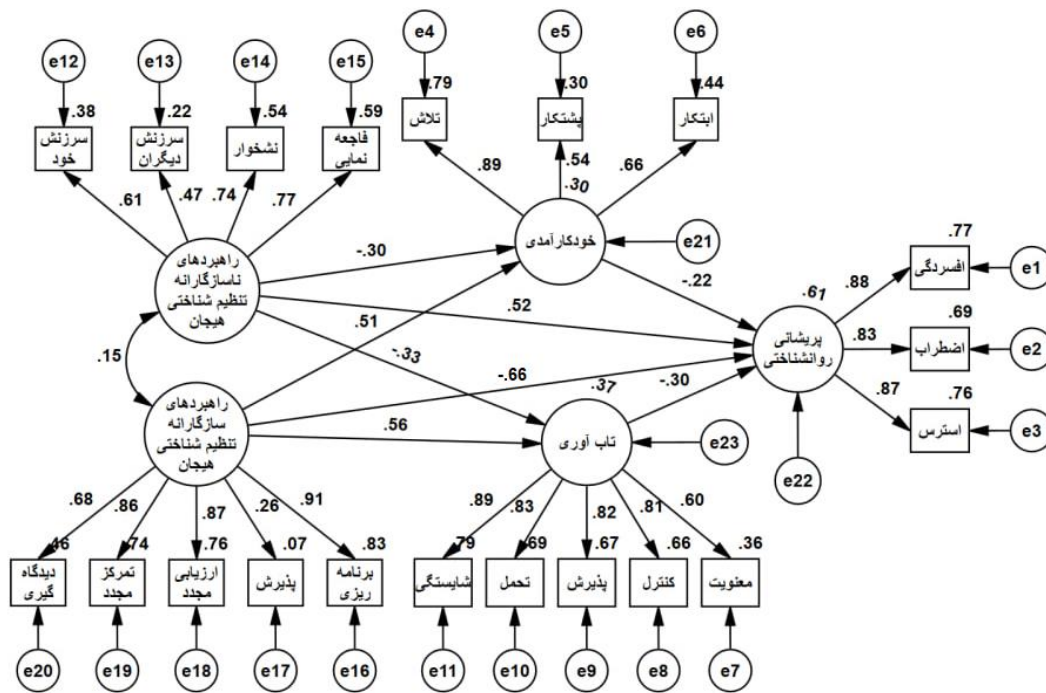 e4
e5
e6
e12
e13
e14
e15
.79
.30
.44
.38
.22
.54
.59
تلاش
پشتکار
ابتکار
سرزنش
خود
سرزنش
دیگران
نشخوار
فاجعه
نمایی
.89
.54
.66
.30
.61
.47
.74
.77
خودکارآمدی
e21
راهبردهای
ناسازگارانه
تنظیم شناختی
هیجان
-.30
-.22
.52
.51
-.33
.15
-.66
.56
.37
-.30
.61
پریشانی
روانشناختی
.77
افسردگی
e1
.88
.69
.83
اضطراب
e2
.87
.76
استرس
e3
e22
راهبردهای
سازگارانه
تنظیم شناختی
هیجان
تاب آوری
e23
.68
.86
.87
.26
.91
.89
.83
.82
.81
.60
.46
.74
.76
.07
.83
.79
.69
.67
.66
.36
دیدگاه
گیری
تمرکز
مجدد
ارزیابی
مجدد
پذیرش
برنامه
ریزی
شایستگی
تحمل
پذیرش
کنترل
معنویت
e20
e19
e18
e17
e16
e11
e10
e9
e8
e7